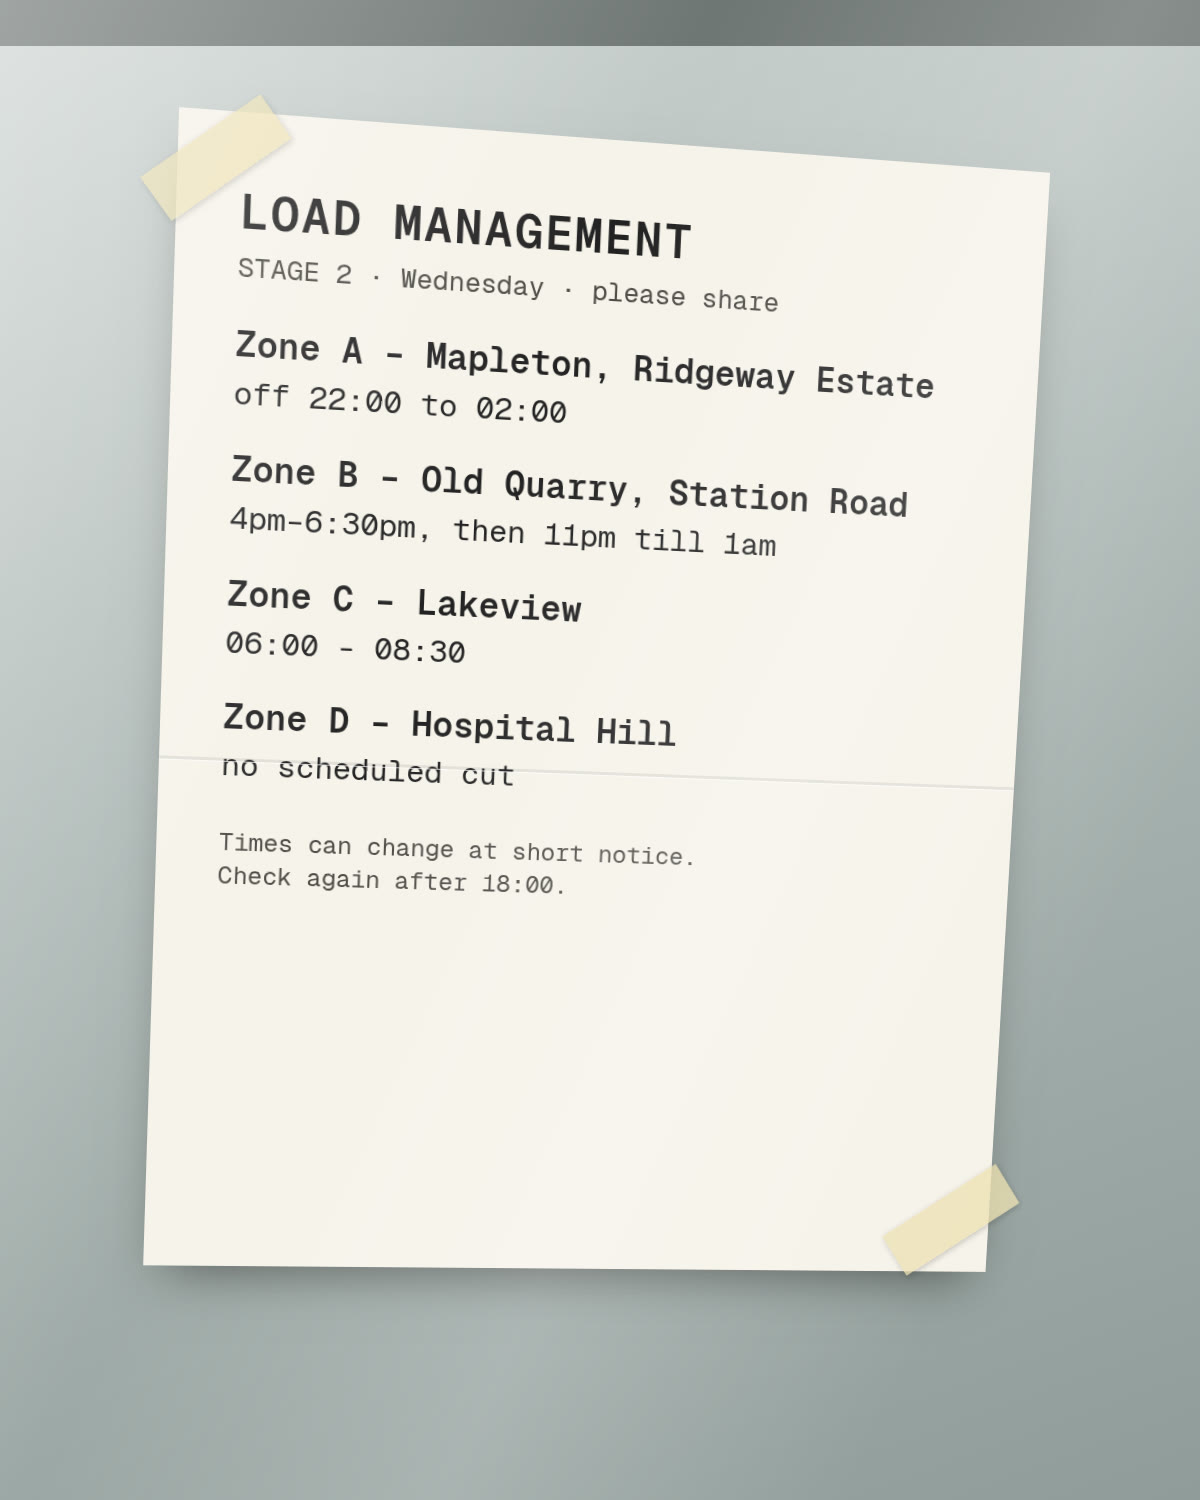 LOAD MANAGEMENT
STAGE 2 · Wednesday · please share
Zone A – Mapleton, Ridgeway Estate
off 22:00 to 02:00
Zone B – Old Quarry, Station Road
4pm–6:30pm, then 11pm till 1am
Zone C – Lakeview
06:00 – 08:30
Zone D – Hospital Hill
no scheduled cut
Times can change at short notice.
Check again after 18:00.